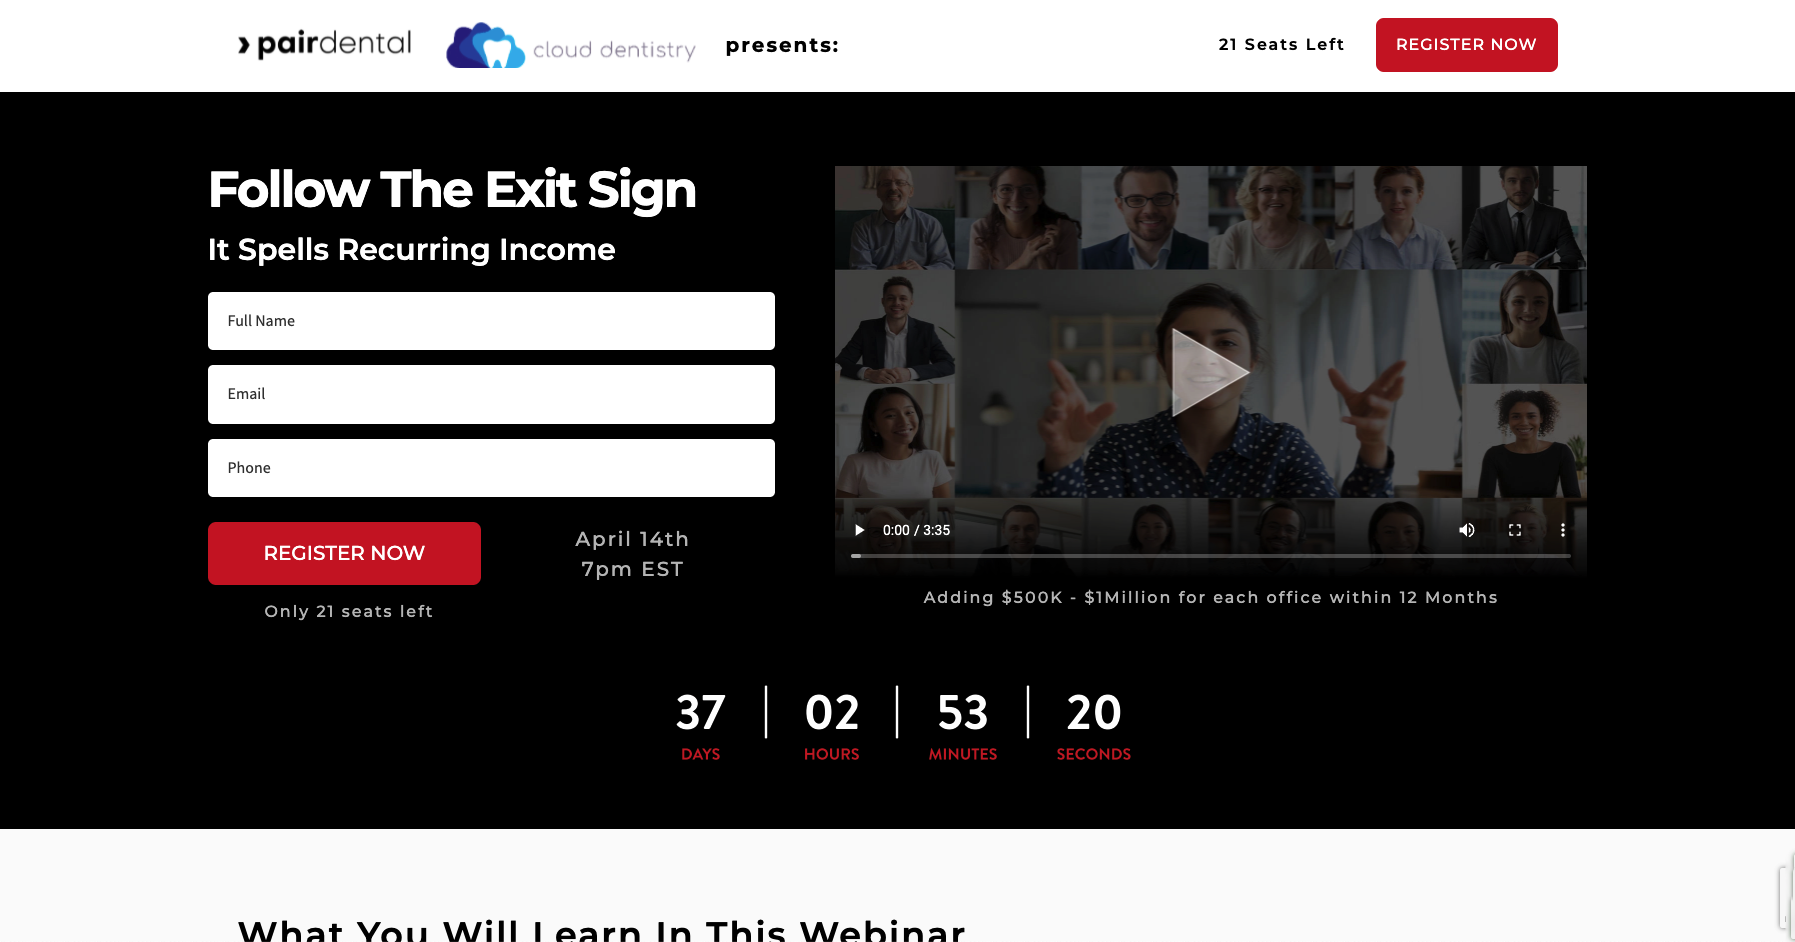 pairdental
cloud dentistry
presents:
21 Seats Left
REGISTER NOW
Follow The Exit Sign
It Spells Recurring Income
Full Name
Email
Phone
REGISTER NOW
April 14th
7pm EST
Only 21 seats left
0:00 / 3:35
Adding $500K - $1Million for each office within 12 Months
37
02
53
20
DAYS
HOURS
MINUTES
SECONDS
What You Will Learn In This Webinar